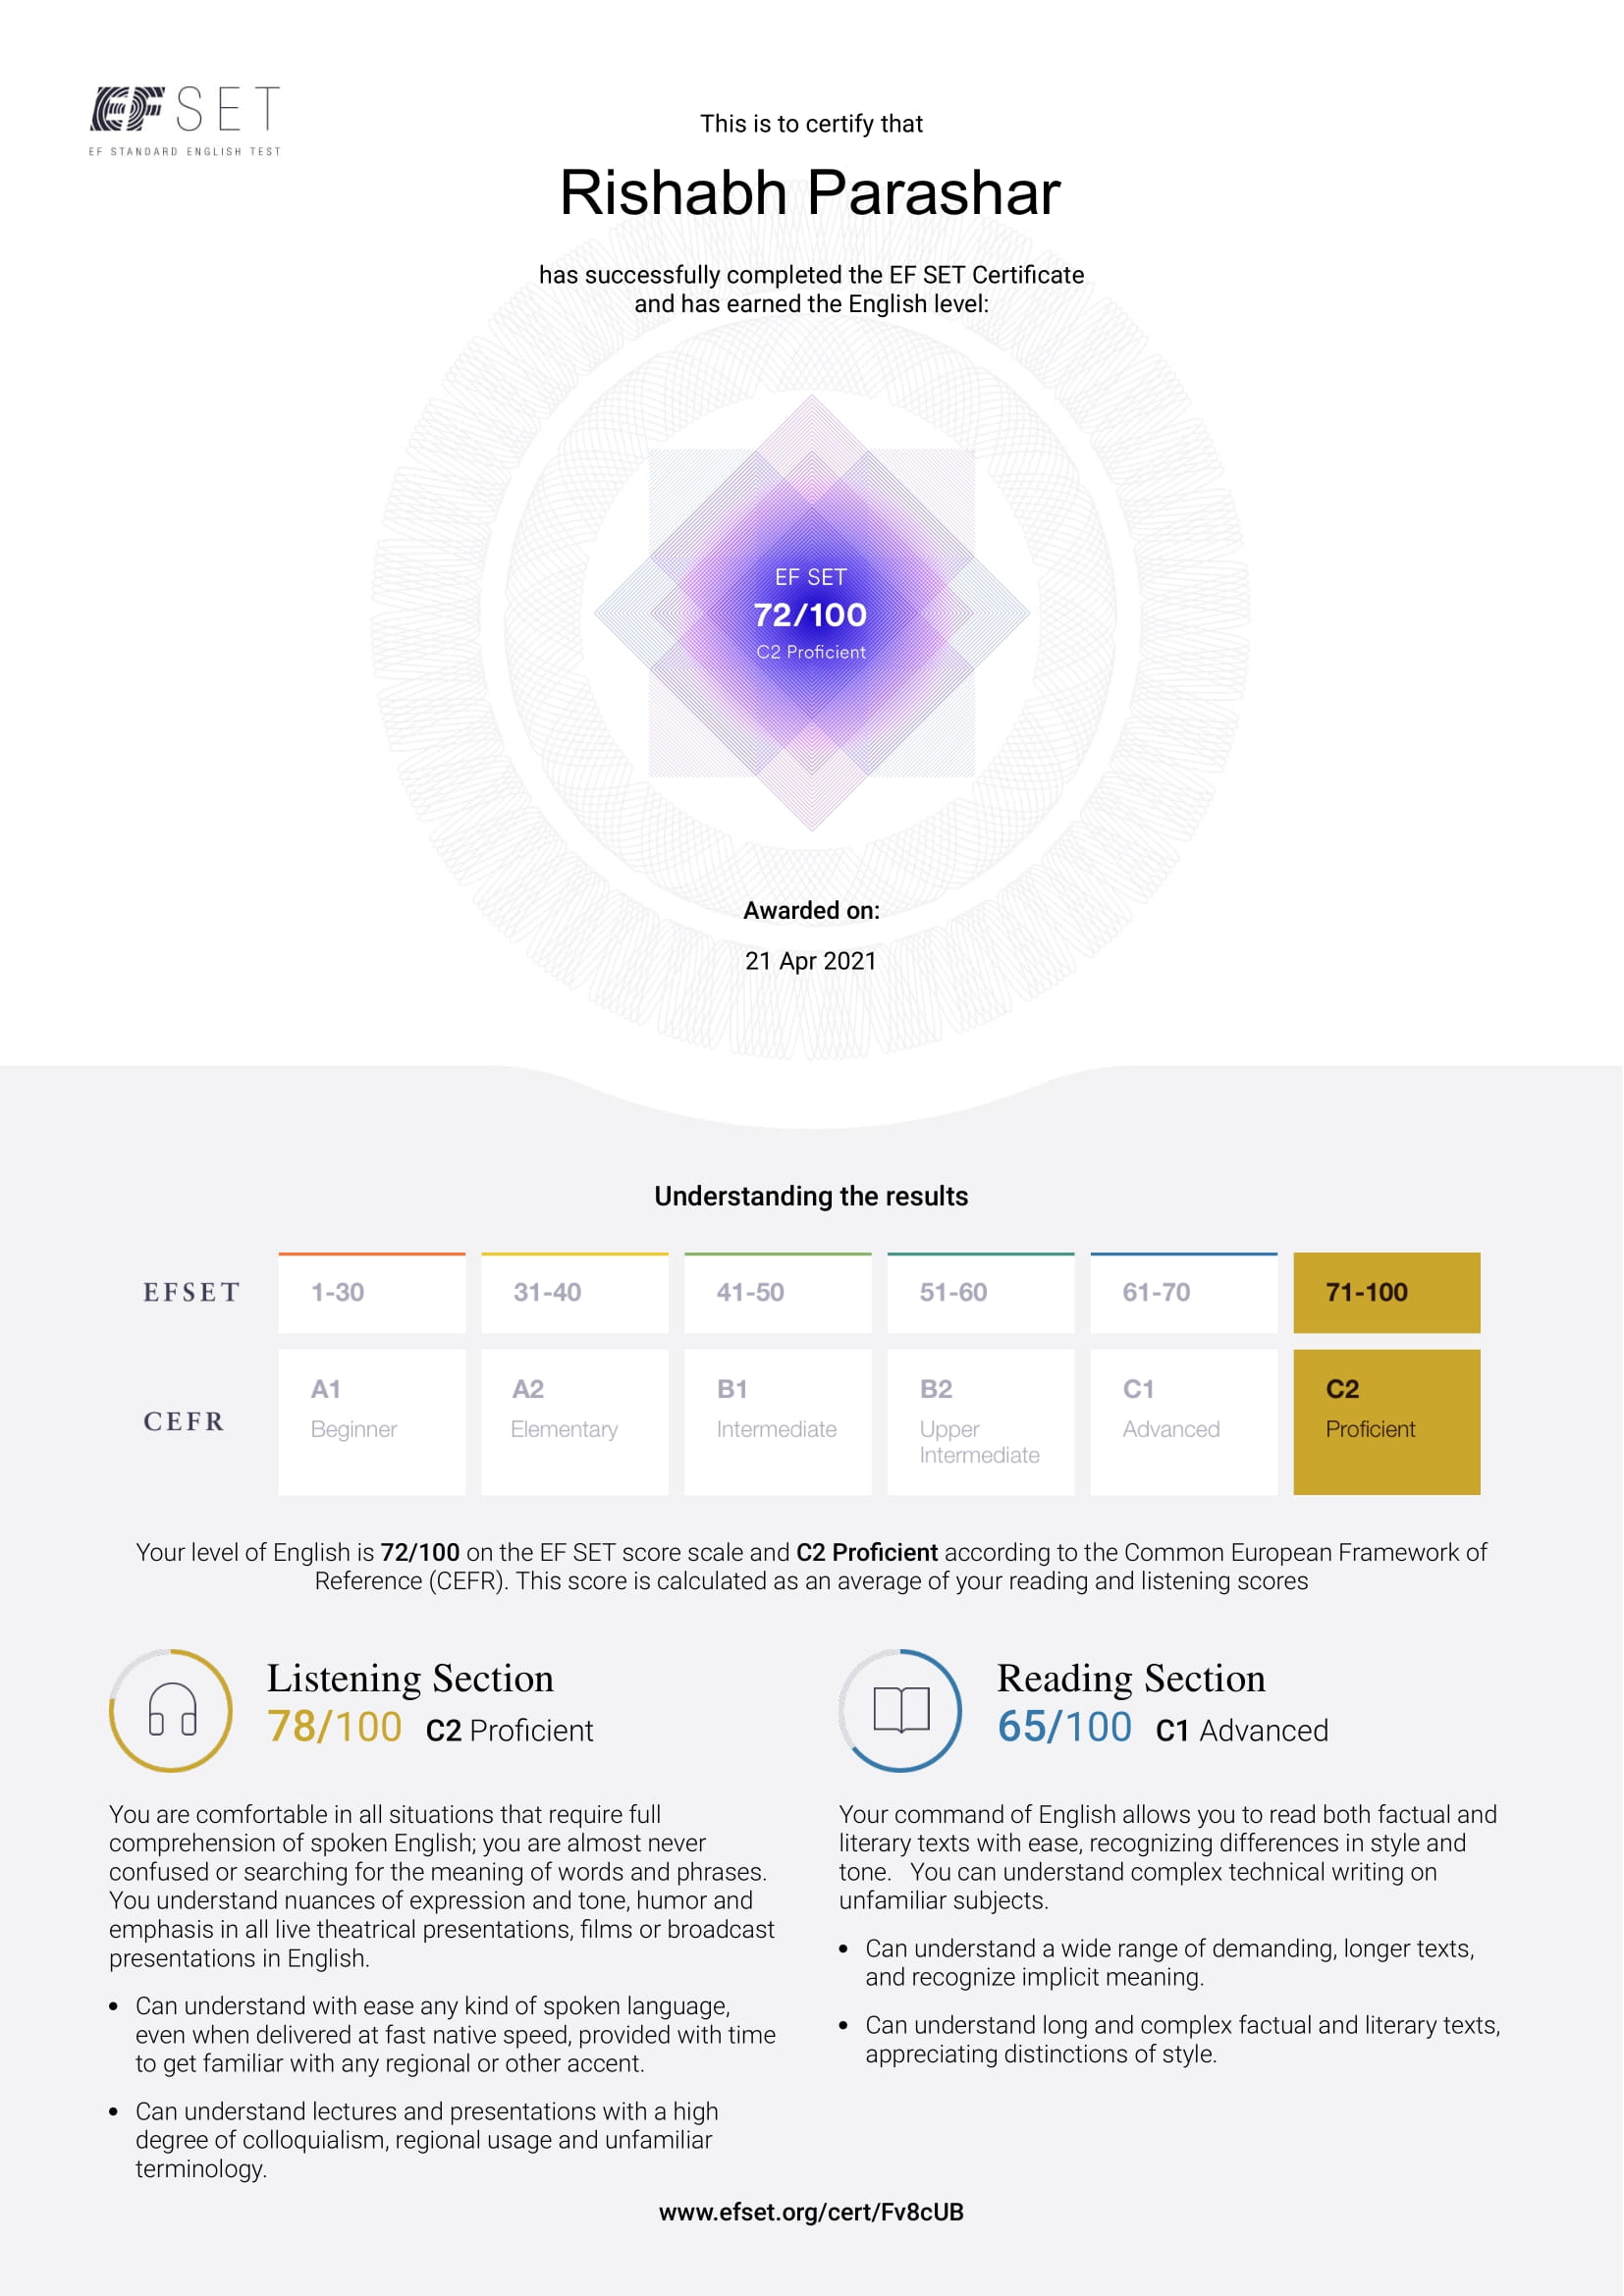 EF SET
EF STANDARD ENGLISH TEST
This is to certify that
Rishabh Parashar
has successfully completed the EF SET Certificate
and has earned the English level:
EF SET
72/100
C2 Proficient
Awarded on:
21 Apr 2021
Understanding the results
EFSET 1-30 31-40 41-50 51-60 61-70 71-100
CEFR
A1 A2 B1 B2 C1 C2
Beginner Elementary Intermediate Upper Advanced Proficient
Intermediate
Your level of English is 72/100 on the EF SET score scale and C2 Proficient according to the Common European Framework of
Reference (CEFR). This score is calculated as an average of your reading and listening scores
Listening Section
78/100 C2 Proficient
You are comfortable in all situations that require full
comprehension of spoken English; you are almost never
confused or searching for the meaning of words and phrases.
You understand nuances of expression and tone, humor and
emphasis in all live theatrical presentations, films or broadcast
presentations in English.
• Can understand with ease any kind of spoken language,
even when delivered at fast native speed, provided with time
to get familiar with any regional or other accent.
• Can understand lectures and presentations with a high
degree of colloquialism, regional usage and unfamiliar
terminology.
Reading Section
65/100 C1 Advanced
Your command of English allows you to read both factual and
literary texts with ease, recognizing differences in style and
tone. You can understand complex technical writing on
unfamiliar subjects.
• Can understand a wide range of demanding, longer texts,
and recognize implicit meaning.
• Can understand long and complex factual and literary texts,
appreciating distinctions of style.
www.efset.org/cert/Fv8cUB